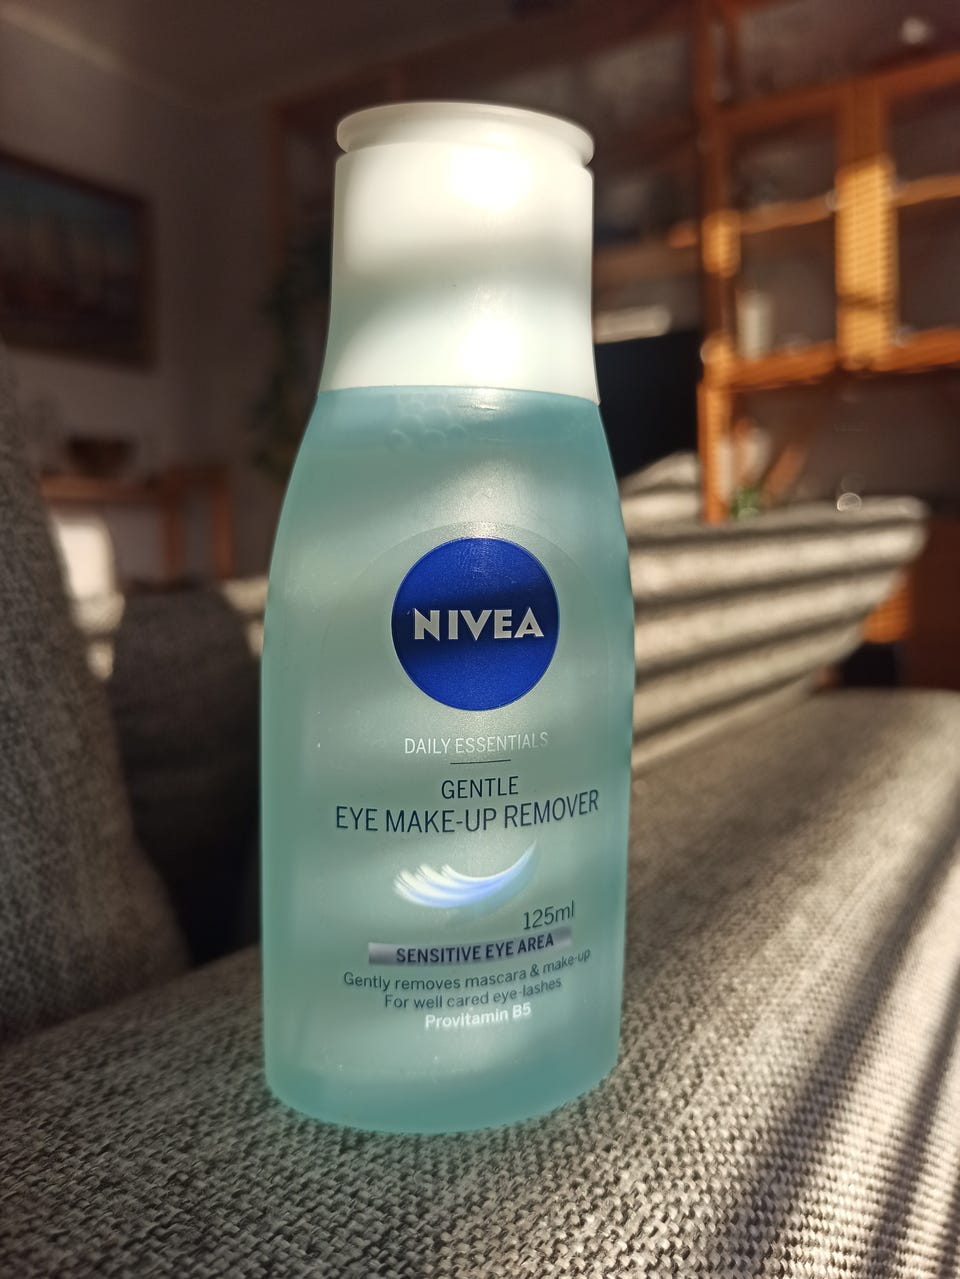 NIVEA
DAILY ESSENTIALS
GENTLE
EYE MAKE-UP REMOVER
125ml
SENSITIVE EYE AREA
Gently removes mascara & make-up
For well cared eye-lashes
Provitamin B5